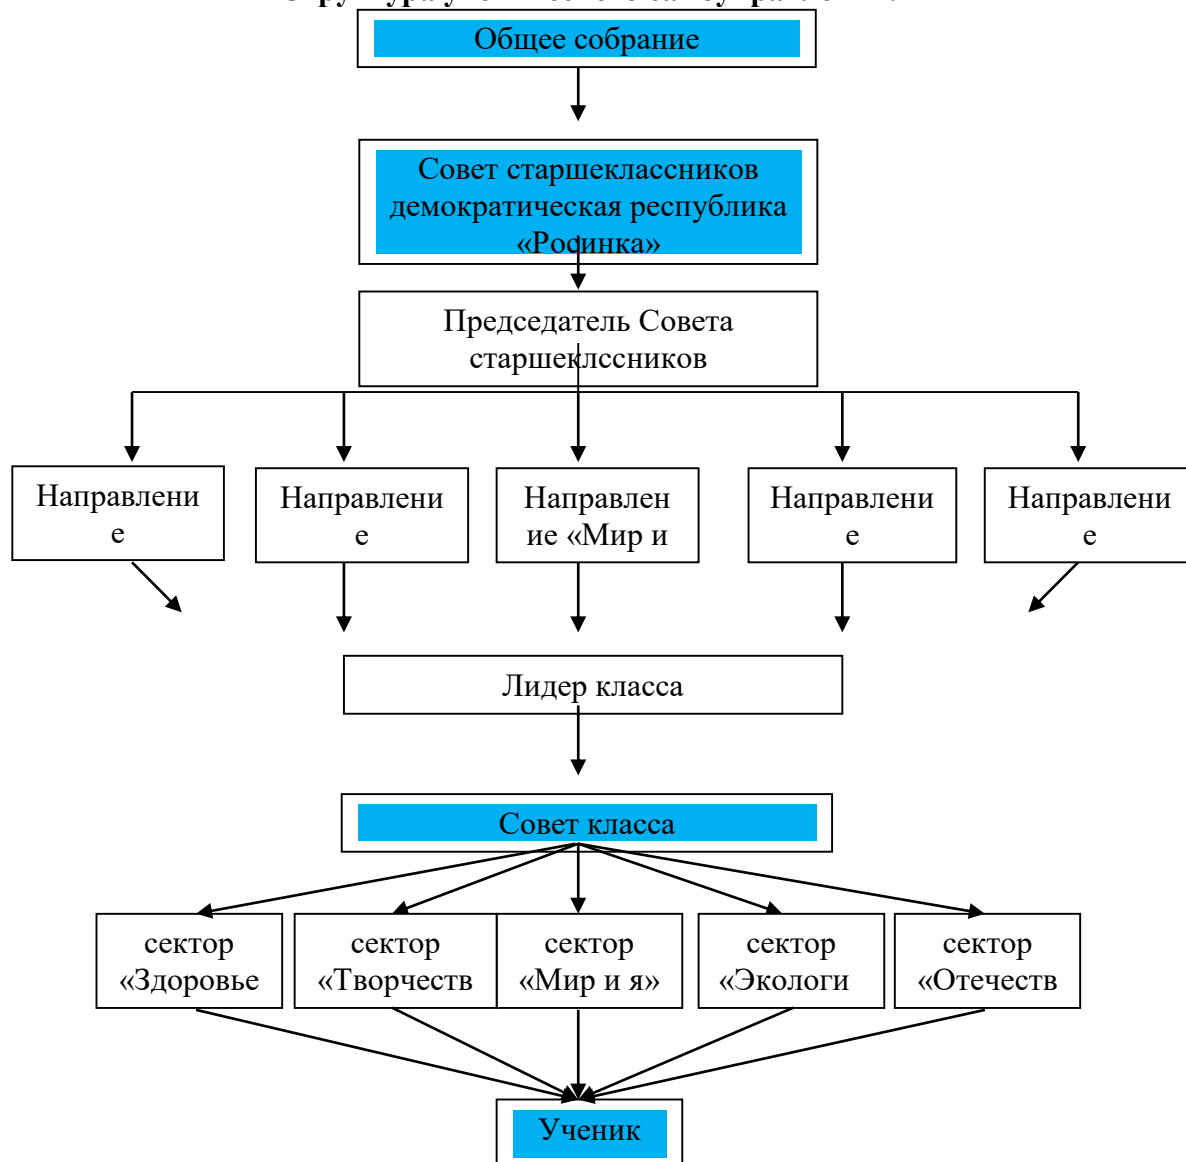 Общее собрание
Совет старшеклассников
демократическая республика
«Росинка»
Председатель Совета
старшеклссников
Направлени
е
Направлени
е
Направлен
ие «Мир и
Направлени
е
Направлени
е
Лидер класса
Совет класса
сектор
«Здоровье
сектор
«Творчеств
сектор
«Мир и я»
сектор
«Экологи
сектор
«Отечеств
Ученик